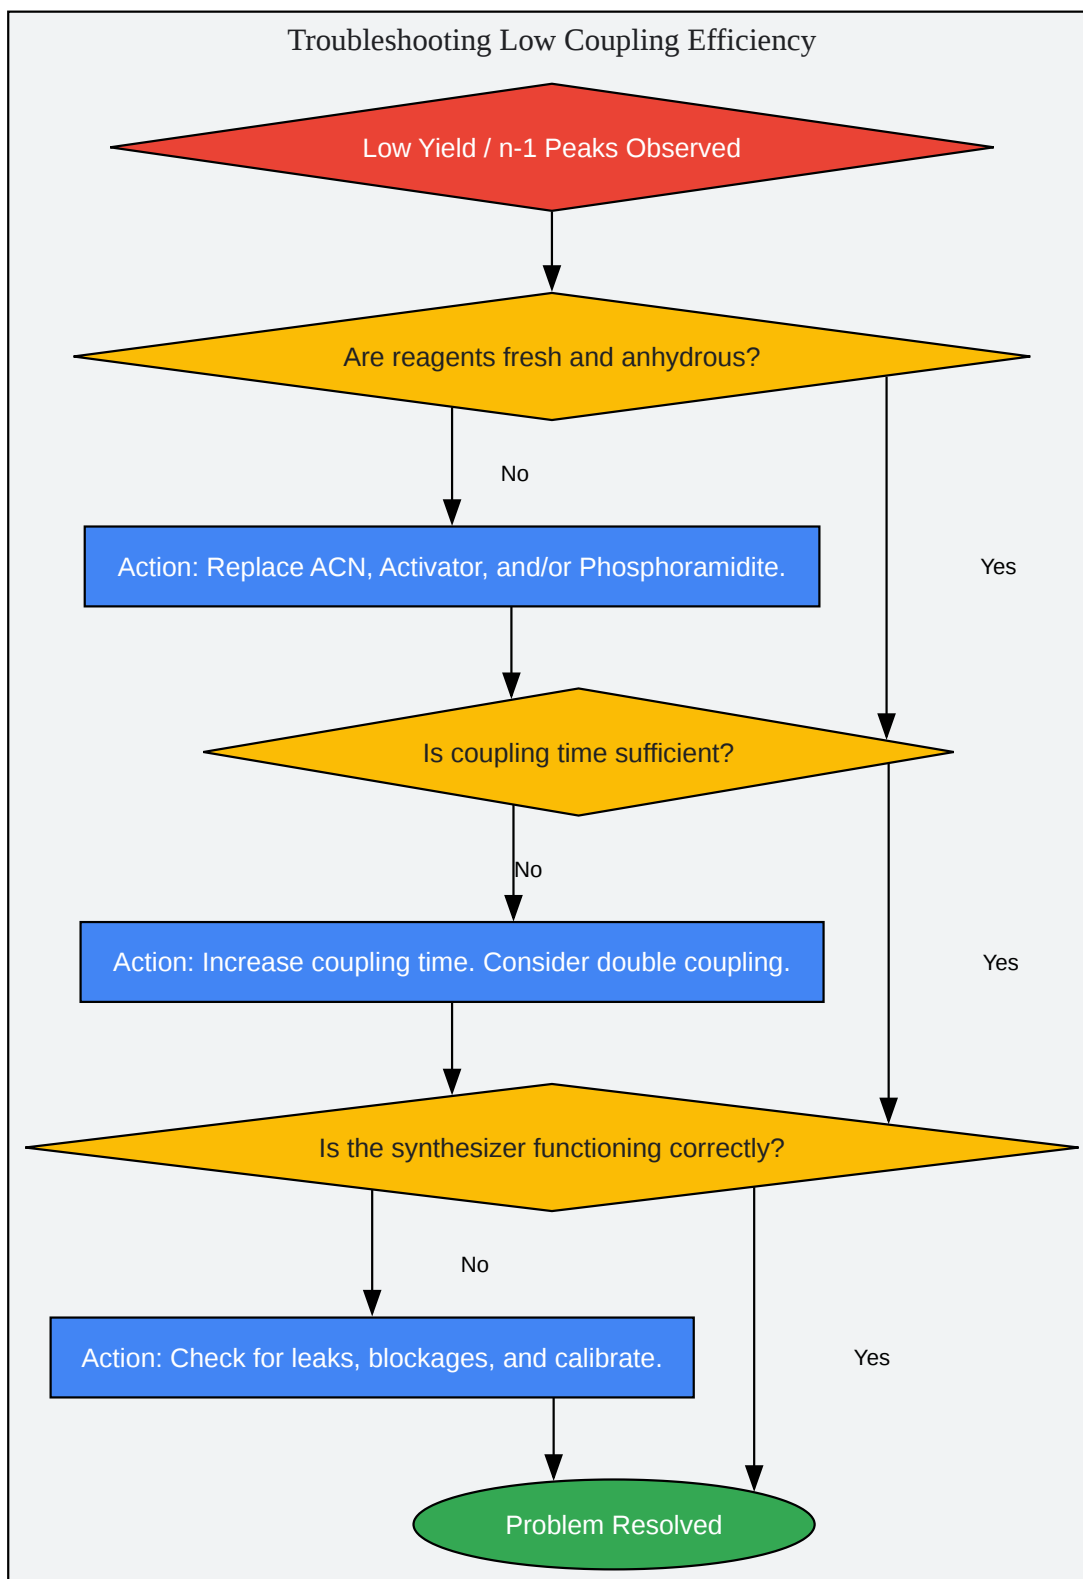 Troubleshooting Low Coupling Efficiency
Low Yield / n-1 Peaks Observed
Are reagents fresh and anhydrous?
No
Action: Replace ACN, Activator, and/or Phosphoramidite.
Yes
Is coupling time sufficient?
No
Action: Increase coupling time. Consider double coupling.
Yes
Is the synthesizer functioning correctly?
No
Action: Check for leaks, blockages, and calibrate.
Yes
Problem Resolved